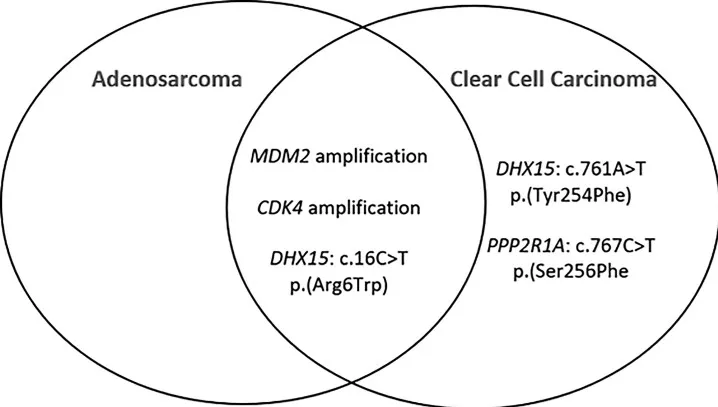 Adenosarcoma
Clear Cell Carcinoma
MDM2 amplification
CDK4 amplification
DHX15: c.16C>T
p.(Arg6Trp)
DHX15: c.761A>T
p.(Tyr254Phe)
PPP2R1A: c.767C>T
p.(Ser256Phe